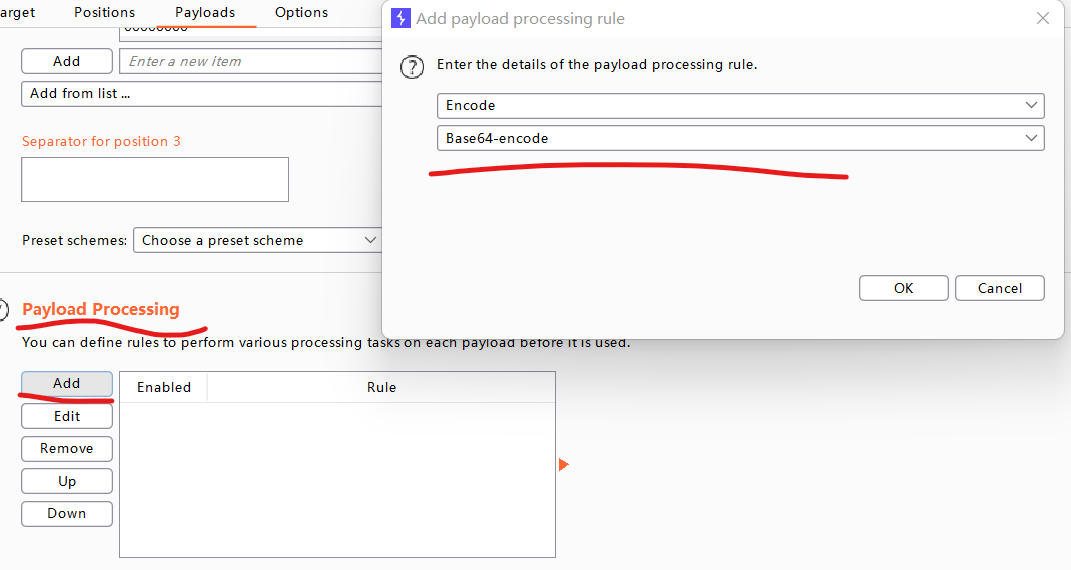 arget Positions Payloads Options
Add payload processing rule
Add Enter a new item
Enter the details of the payload processing rule.
Add from list ...
Encode
Base64-encode
Separator for position 3
Preset schemes: Choose a preset scheme
OK Cancel
Payload Processing
You can define rules to perform various processing tasks on each payload before it is used.
Add Enabled Rule
Edit
Remove
Up
Down